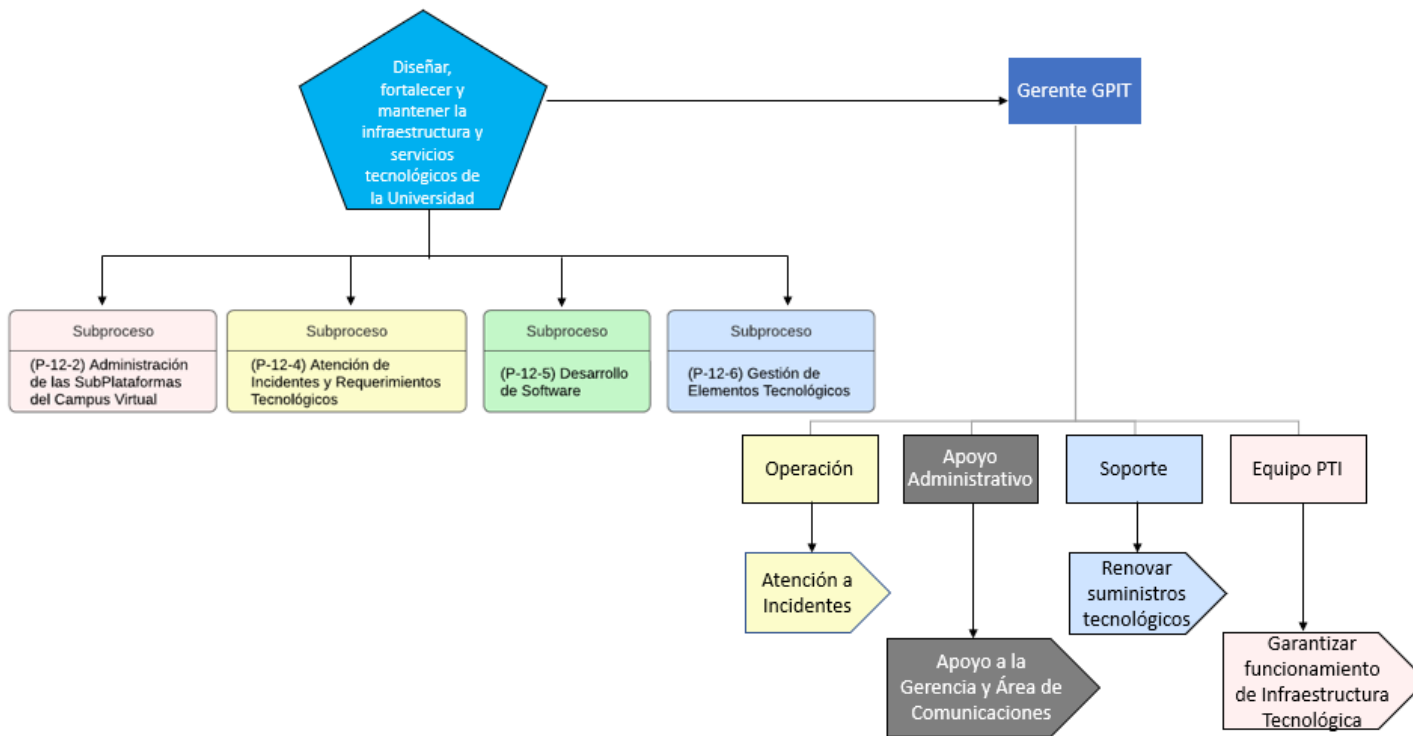 Diseñar,
fortalecer y
mantener la
infraestructura y
servicios
tecnológicos de
la Universidad
Gerente GPIT
Subproceso
(P-12-2) Administración
de las SubPlataformas
del Campus Virtual
Subproceso
(P-12-4) Atención de
Incidentes y Requerimientos
Tecnológicos
Subproceso
(P-12-5) Desarrollo
de Software
Subproceso
(P-12-6) Gestión de
Elementos Tecnológicos
Operación
Apoyo
Administrativo
Soporte
Equipo PTI
Atención a
Incidentes
Apoyo a la
Gerencia y Área de
Comunicaciones
Renovar
suministros
tecnológicos
Garantizar
funcionamiento
de Infraestructura
Tecnológica